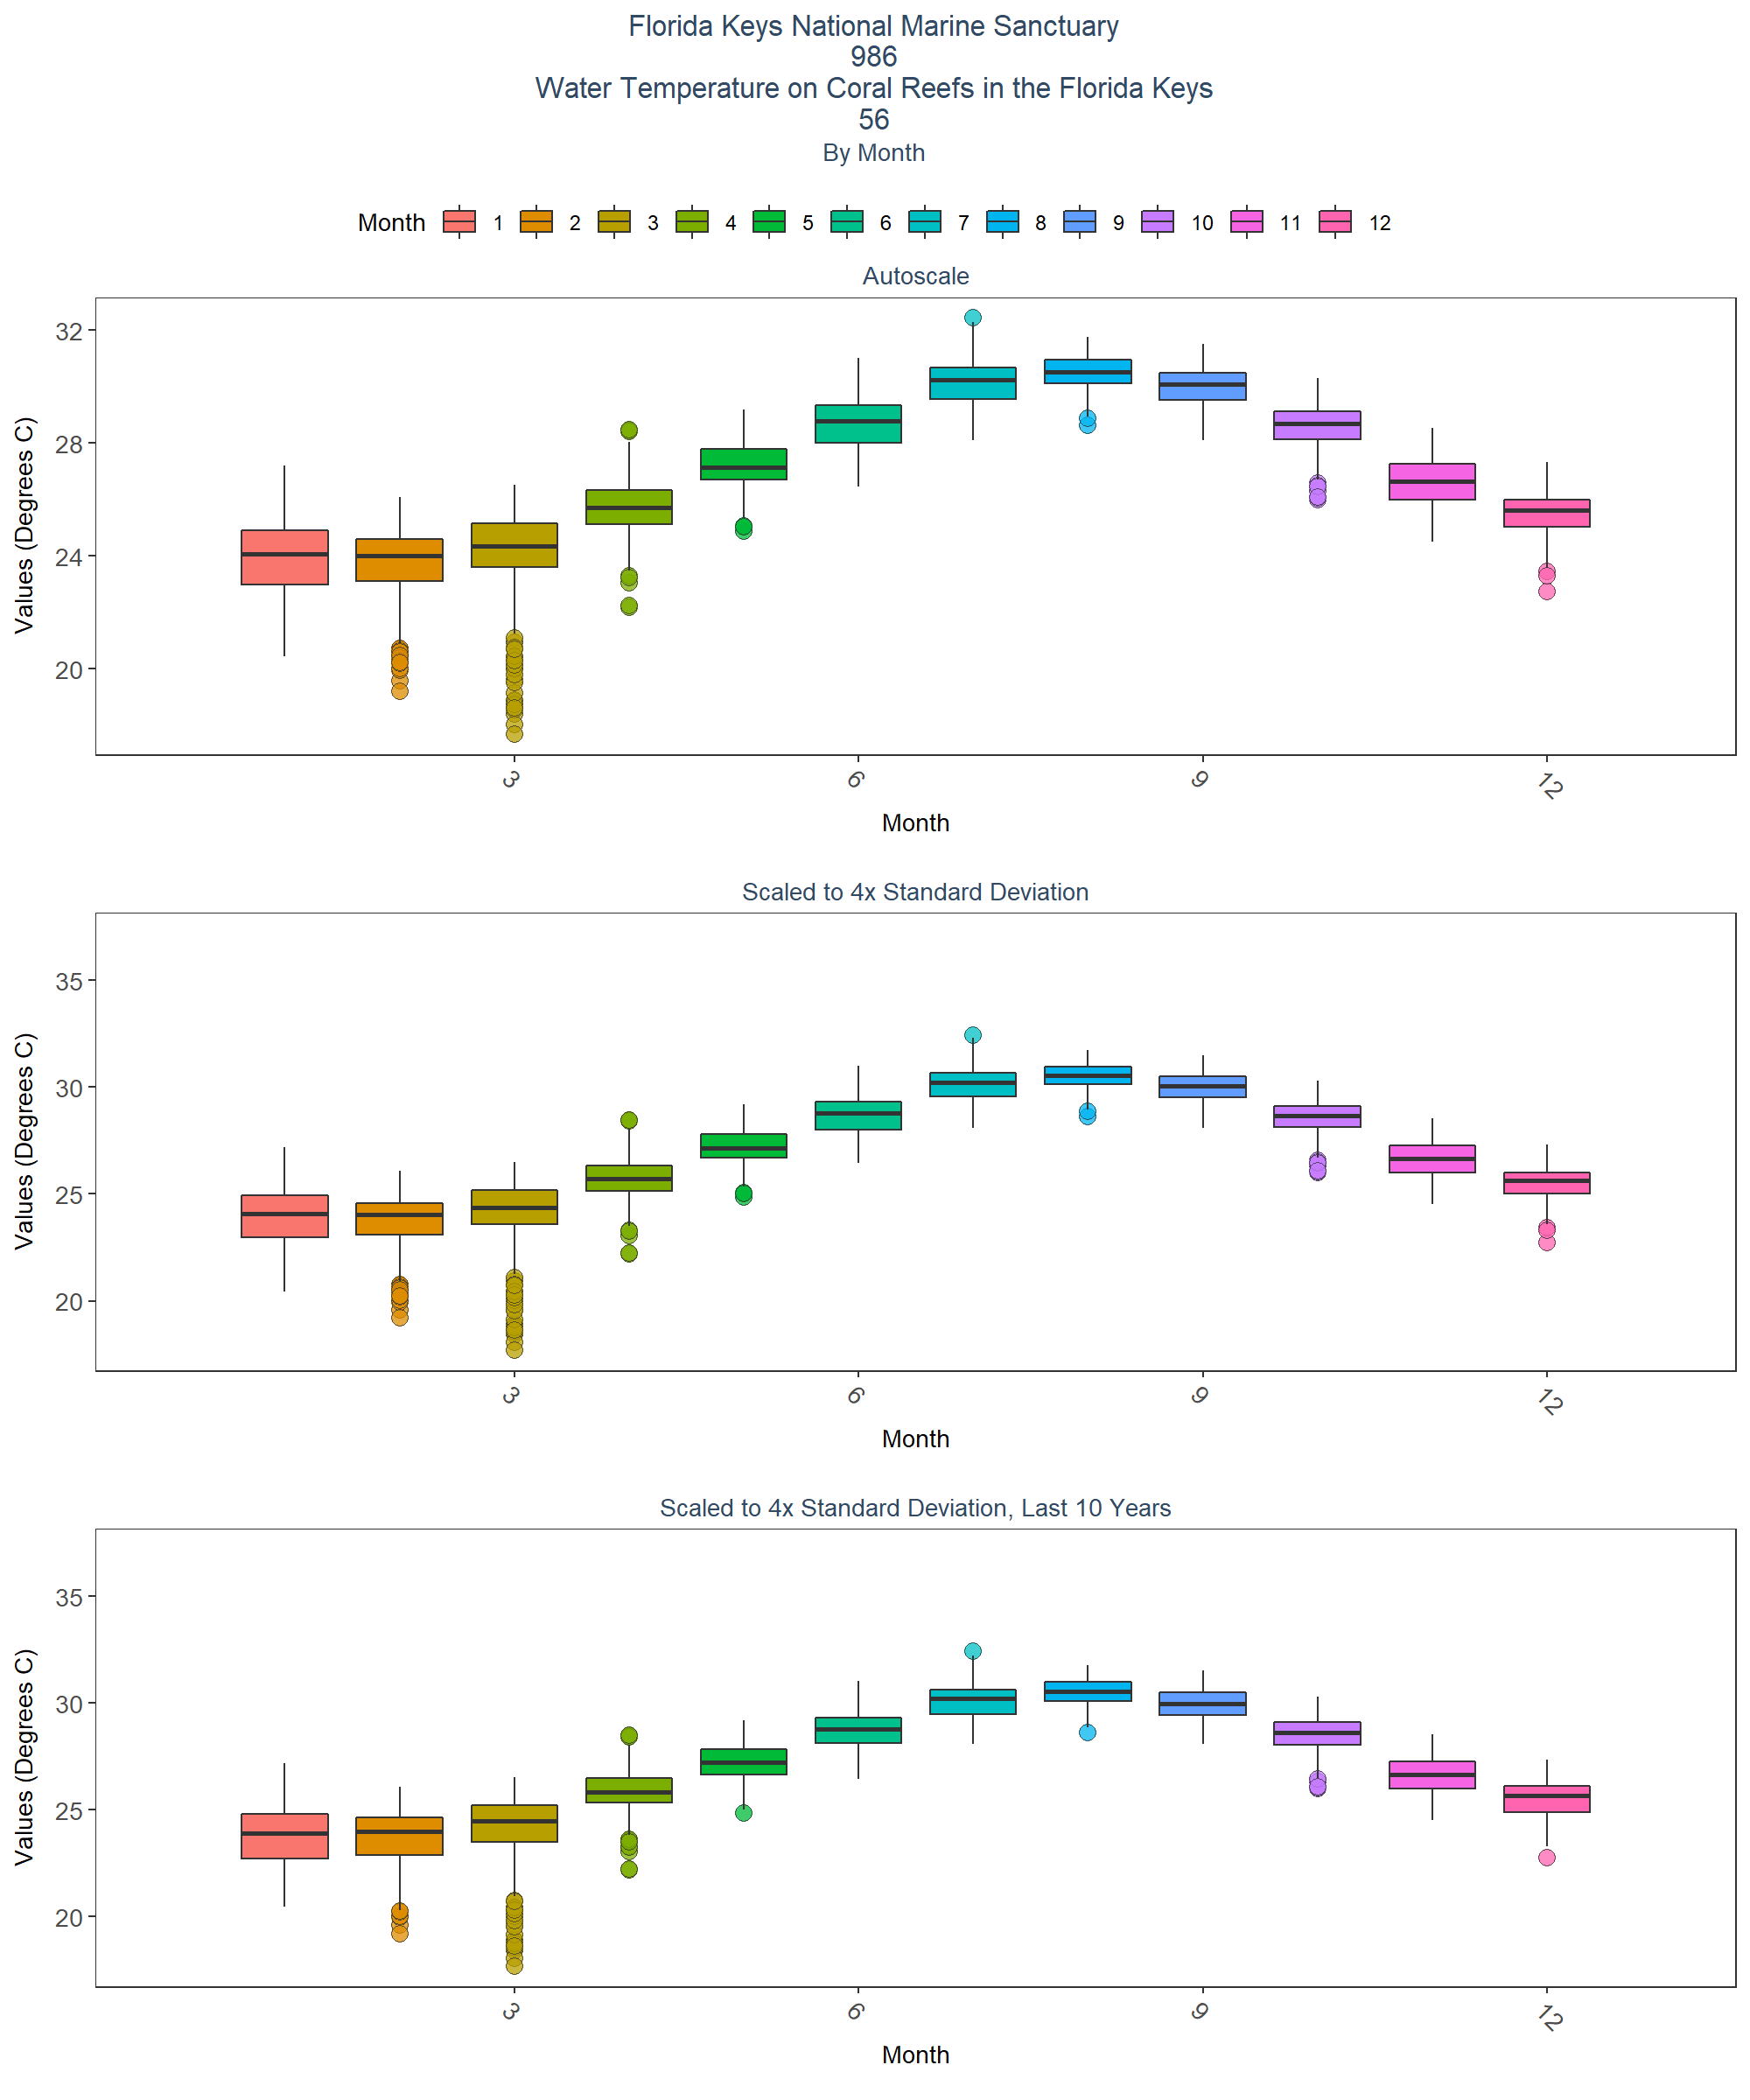 Florida Keys National Marine Sanctuary
986
Water Temperature on Coral Reefs in the Florida Keys
56
By Month
Month 1 2 3 4 5 6 7 8 9 10 11 12
Autoscale
Values (Degrees C)
32
28
24
20
3 6 9 12
Month
Scaled to 4x Standard Deviation
Values (Degrees C)
35
30
25
20
3 6 9 12
Month
Scaled to 4x Standard Deviation, Last 10 Years
Values (Degrees C)
35
30
25
20
3 6 9 12
Month